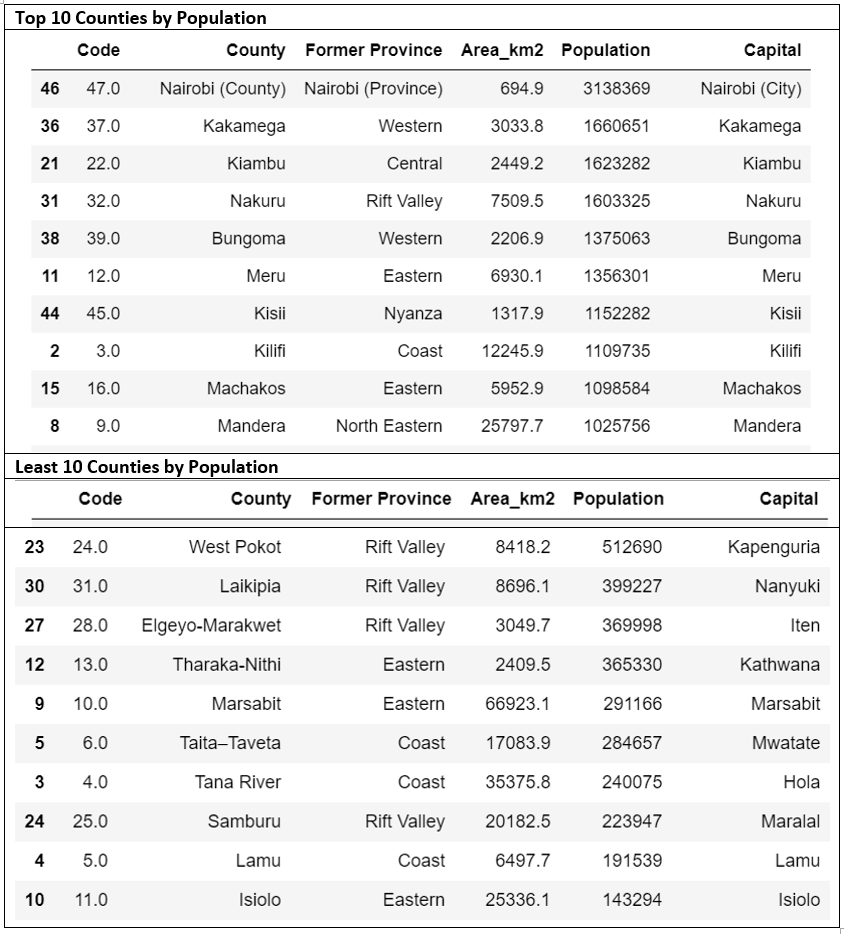 Top 10 Counties by Population
Code County Former Province Area_km2 Population Capital
46 47.0 Nairobi (County) Nairobi (Province) 694.9 3138369 Nairobi (City)
36 37.0 Kakamega Western 3033.8 1660651 Kakamega
21 22.0 Kiambu Central 2449.2 1623282 Kiambu
31 32.0 Nakuru Rift Valley 7509.5 1603325 Nakuru
38 39.0 Bungoma Western 2206.9 1375063 Bungoma
11 12.0 Meru Eastern 6930.1 1356301 Meru
44 45.0 Kisii Nyanza 1317.9 1152282 Kisii
2 3.0 Kilifi Coast 12245.9 1109735 Kilifi
15 16.0 Machakos Eastern 5952.9 1098584 Machakos
8 9.0 Mandera North Eastern 25797.7 1025756 Mandera
Least 10 Counties by Population
Code County Former Province Area_km2 Population Capital
23 24.0 West Pokot Rift Valley 8418.2 512690 Kapenguria
30 31.0 Laikipia Rift Valley 8696.1 399227 Nanyuki
27 28.0 Elgeyo-Marakwet Rift Valley 3049.7 369998 Iten
12 13.0 Tharaka-Nithi Eastern 2409.5 365330 Kathwana
9 10.0 Marsabit Eastern 66923.1 291166 Marsabit
5 6.0 Taita–Taveta Coast 17083.9 284657 Mwatate
3 4.0 Tana River Coast 35375.8 240075 Hola
24 25.0 Samburu Rift Valley 20182.5 223947 Maralal
4 5.0 Lamu Coast 6497.7 191539 Lamu
10 11.0 Isiolo Eastern 25336.1 143294 Isiolo